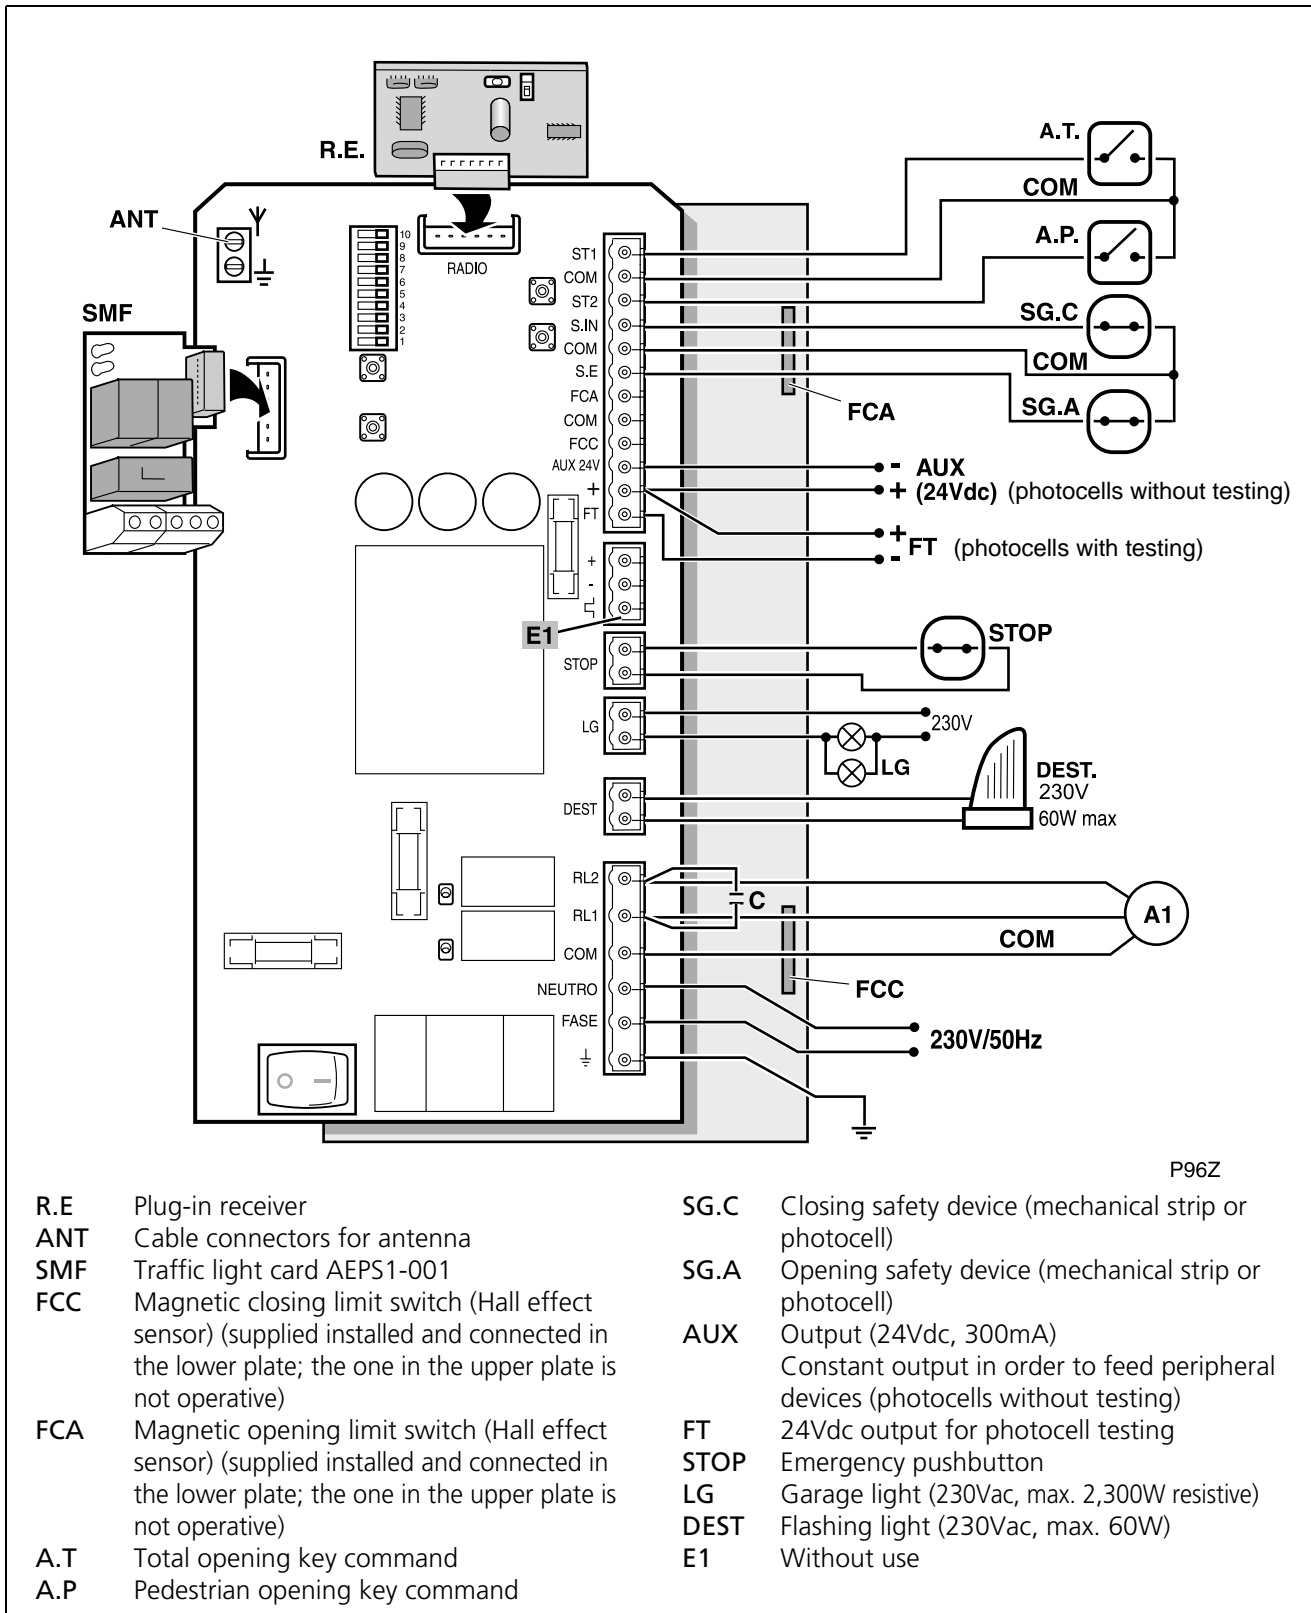 R.E.
ANT
SMF
RADIO
10
9
8
7
6
5
4
3
2
1
ST1
COM
ST2
S.IN
COM
S.E
FCA
COM
FCC
AUX 24V
+
FT
+
-
E1
STOP
LG
DEST
RL2
RL1
COM
NEUTRO
FASE
A.T.
COM
A.P.
SG.C
COM
SG.A
FCA
- AUX
+ (24Vdc) (photocells without testing)
+
FT (photocells with testing)
-
STOP
230V
LG
DEST.
230V
60W max
C
A1
COM
FCC
230V/50Hz
P96Z
R.E Plug-in receiver
ANT Cable connectors for antenna
SMF Traffic light card AEPS1-001
FCC Magnetic closing limit switch (Hall effect
sensor) (supplied installed and connected in
the lower plate; the one in the upper plate is
not operative)
FCA Magnetic opening limit switch (Hall effect
sensor) (supplied installed and connected in
the lower plate; the one in the upper plate is
not operative)
A.T Total opening key command
A.P Pedestrian opening key command
SG.C Closing safety device (mechanical strip or
photocell)
SG.A Opening safety device (mechanical strip or
photocell)
AUX Output (24Vdc, 300mA)
Constant output in order to feed peripheral
devices (photocells without testing)
FT 24Vdc output for photocell testing
STOP Emergency pushbutton
LG Garage light (230Vac, max. 2,300W resistive)
DEST Flashing light (230Vac, max. 60W)
E1 Without use